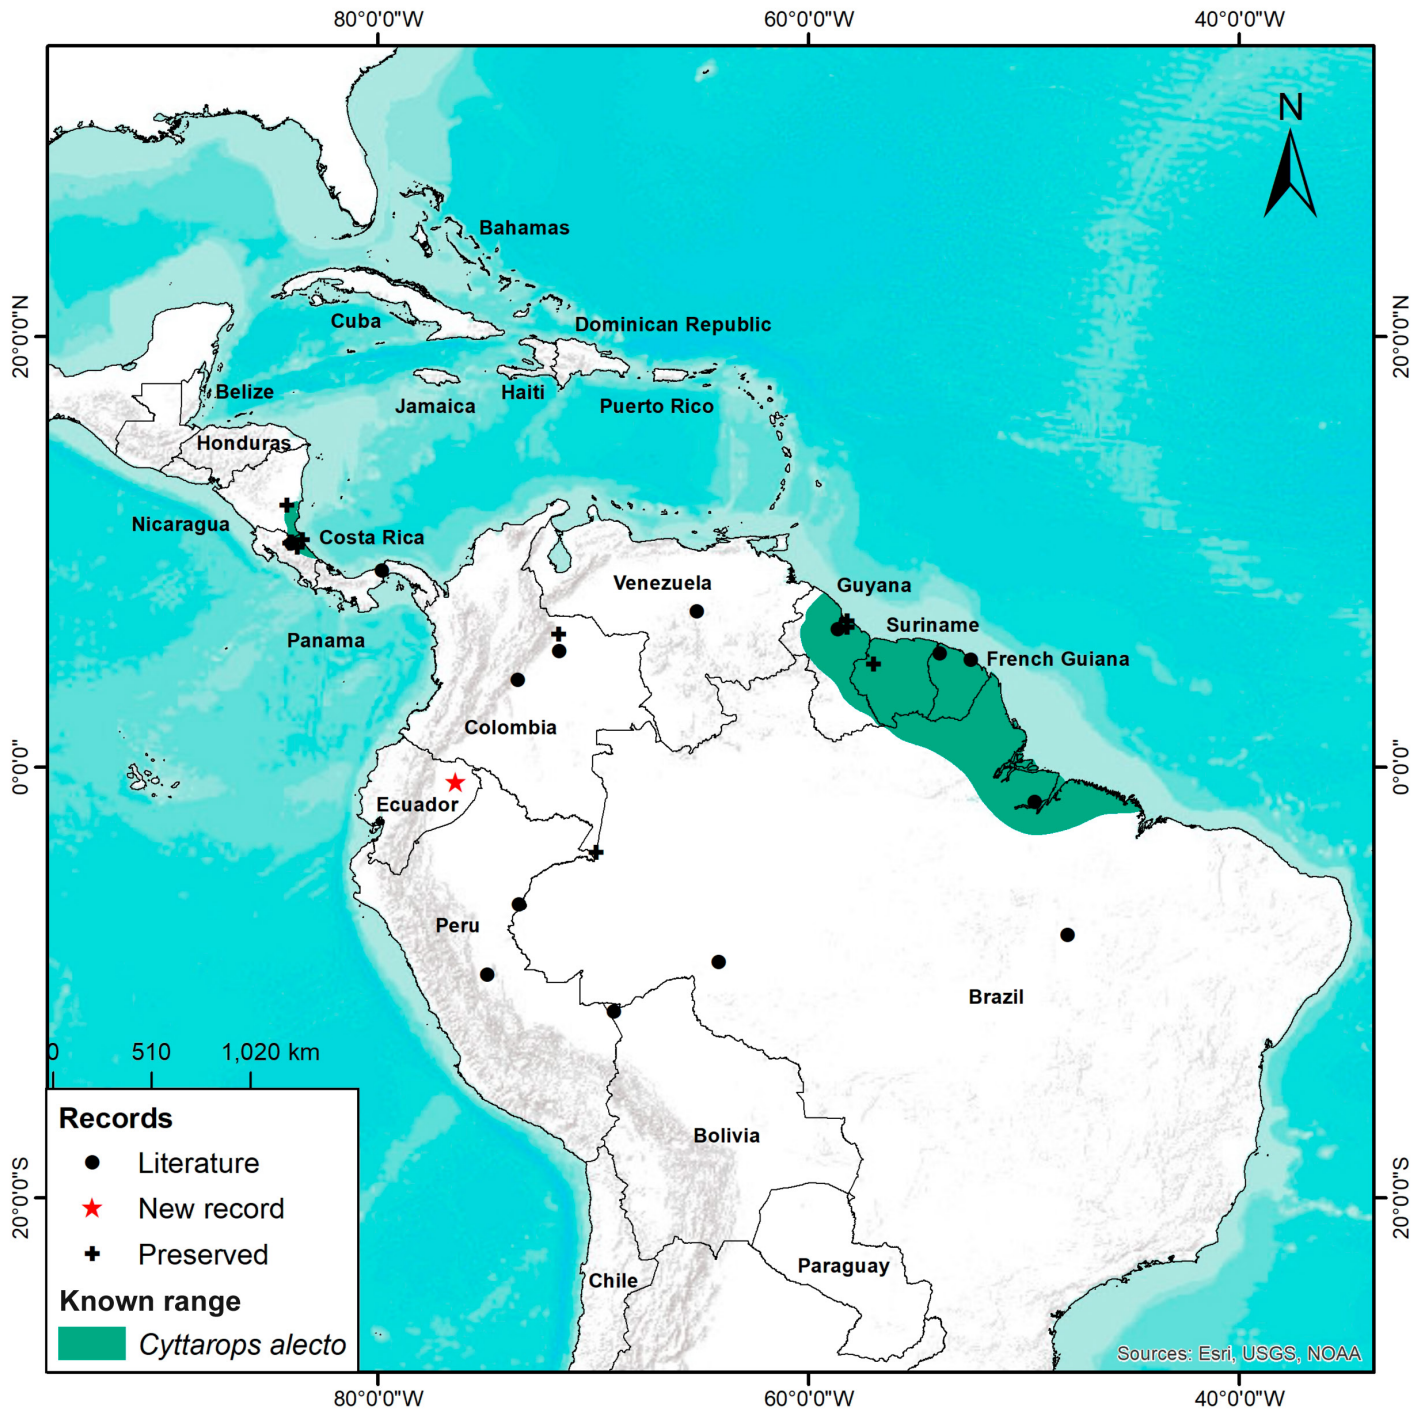 80°0'0"W
60°0'0"W
40°0'0"W
N
Bahamas
20°0'0"N
20°0'0"N
Cuba
Dominican Republic
Belize
Haiti
Jamaica
Puerto Rico
Honduras
Nicaragua
Costa Rica
Venezuela
Guyana
Suriname
Panama
French Guiana
Colombia
0°0'0"
0°0'0"
Ecuador
Peru
Brazil
0
510
1,020 km
Bolivia
Records
Literature
New record
Preserved
Known range
Cyttarops alecto
20°0'0"S
20°0'0"S
Paraguay
Chile
Sources: Esri, USGS, NOAA
80°0'0"W
60°0'0"W
40°0'0"W